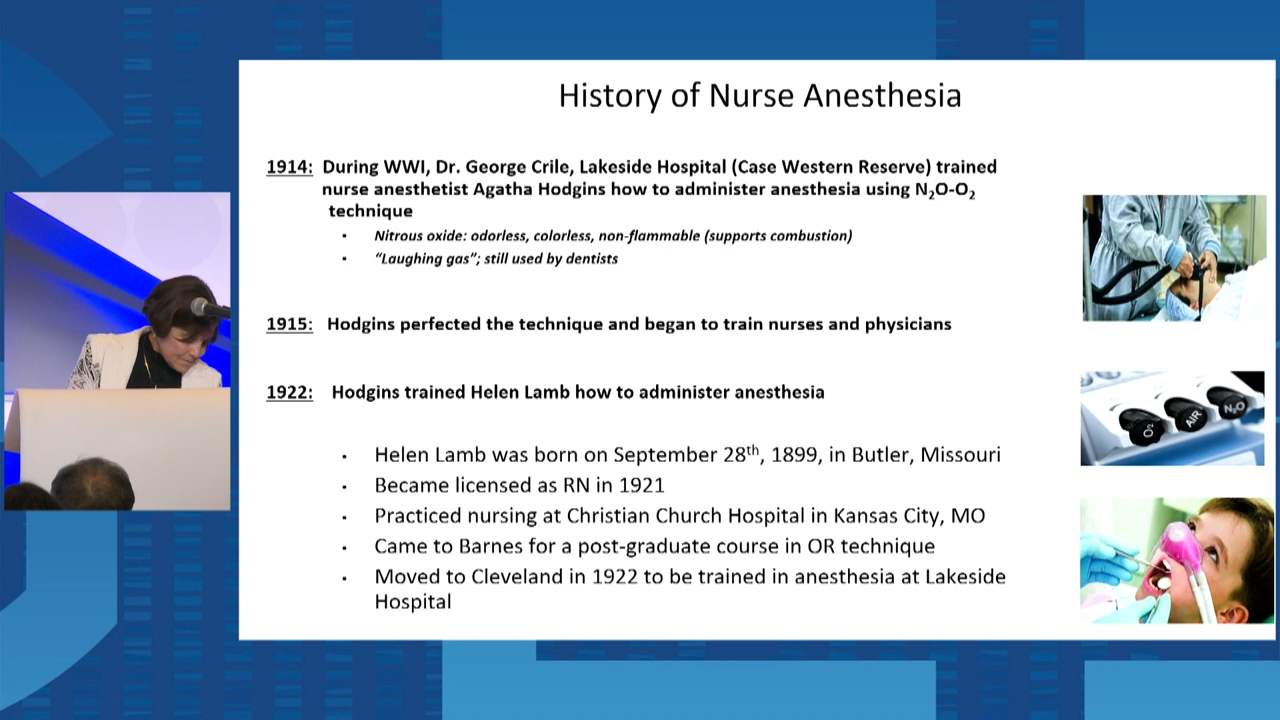 History of Nurse Anesthesia
1914: During WWI, Dr. George Crile, Lakeside Hospital (Case Western Reserve) trained
nurse anesthetist Agatha Hodgins how to administer anesthesia using N₂O-O₂
technique
• Nitrous oxide: odorless, colorless, non-flammable (supports combustion)
• “Laughing gas”; still used by dentists
1915: Hodgins perfected the technique and began to train nurses and physicians
1922: Hodgins trained Helen Lamb how to administer anesthesia
• Helen Lamb was born on September 28th, 1899, in Butler, Missouri
• Became licensed as RN in 1921
• Practiced nursing at Christian Church Hospital in Kansas City, MO
• Came to Barnes for a post-graduate course in OR technique
• Moved to Cleveland in 1922 to be trained in anesthesia at Lakeside
Hospital
O₂
AIR
N₂O